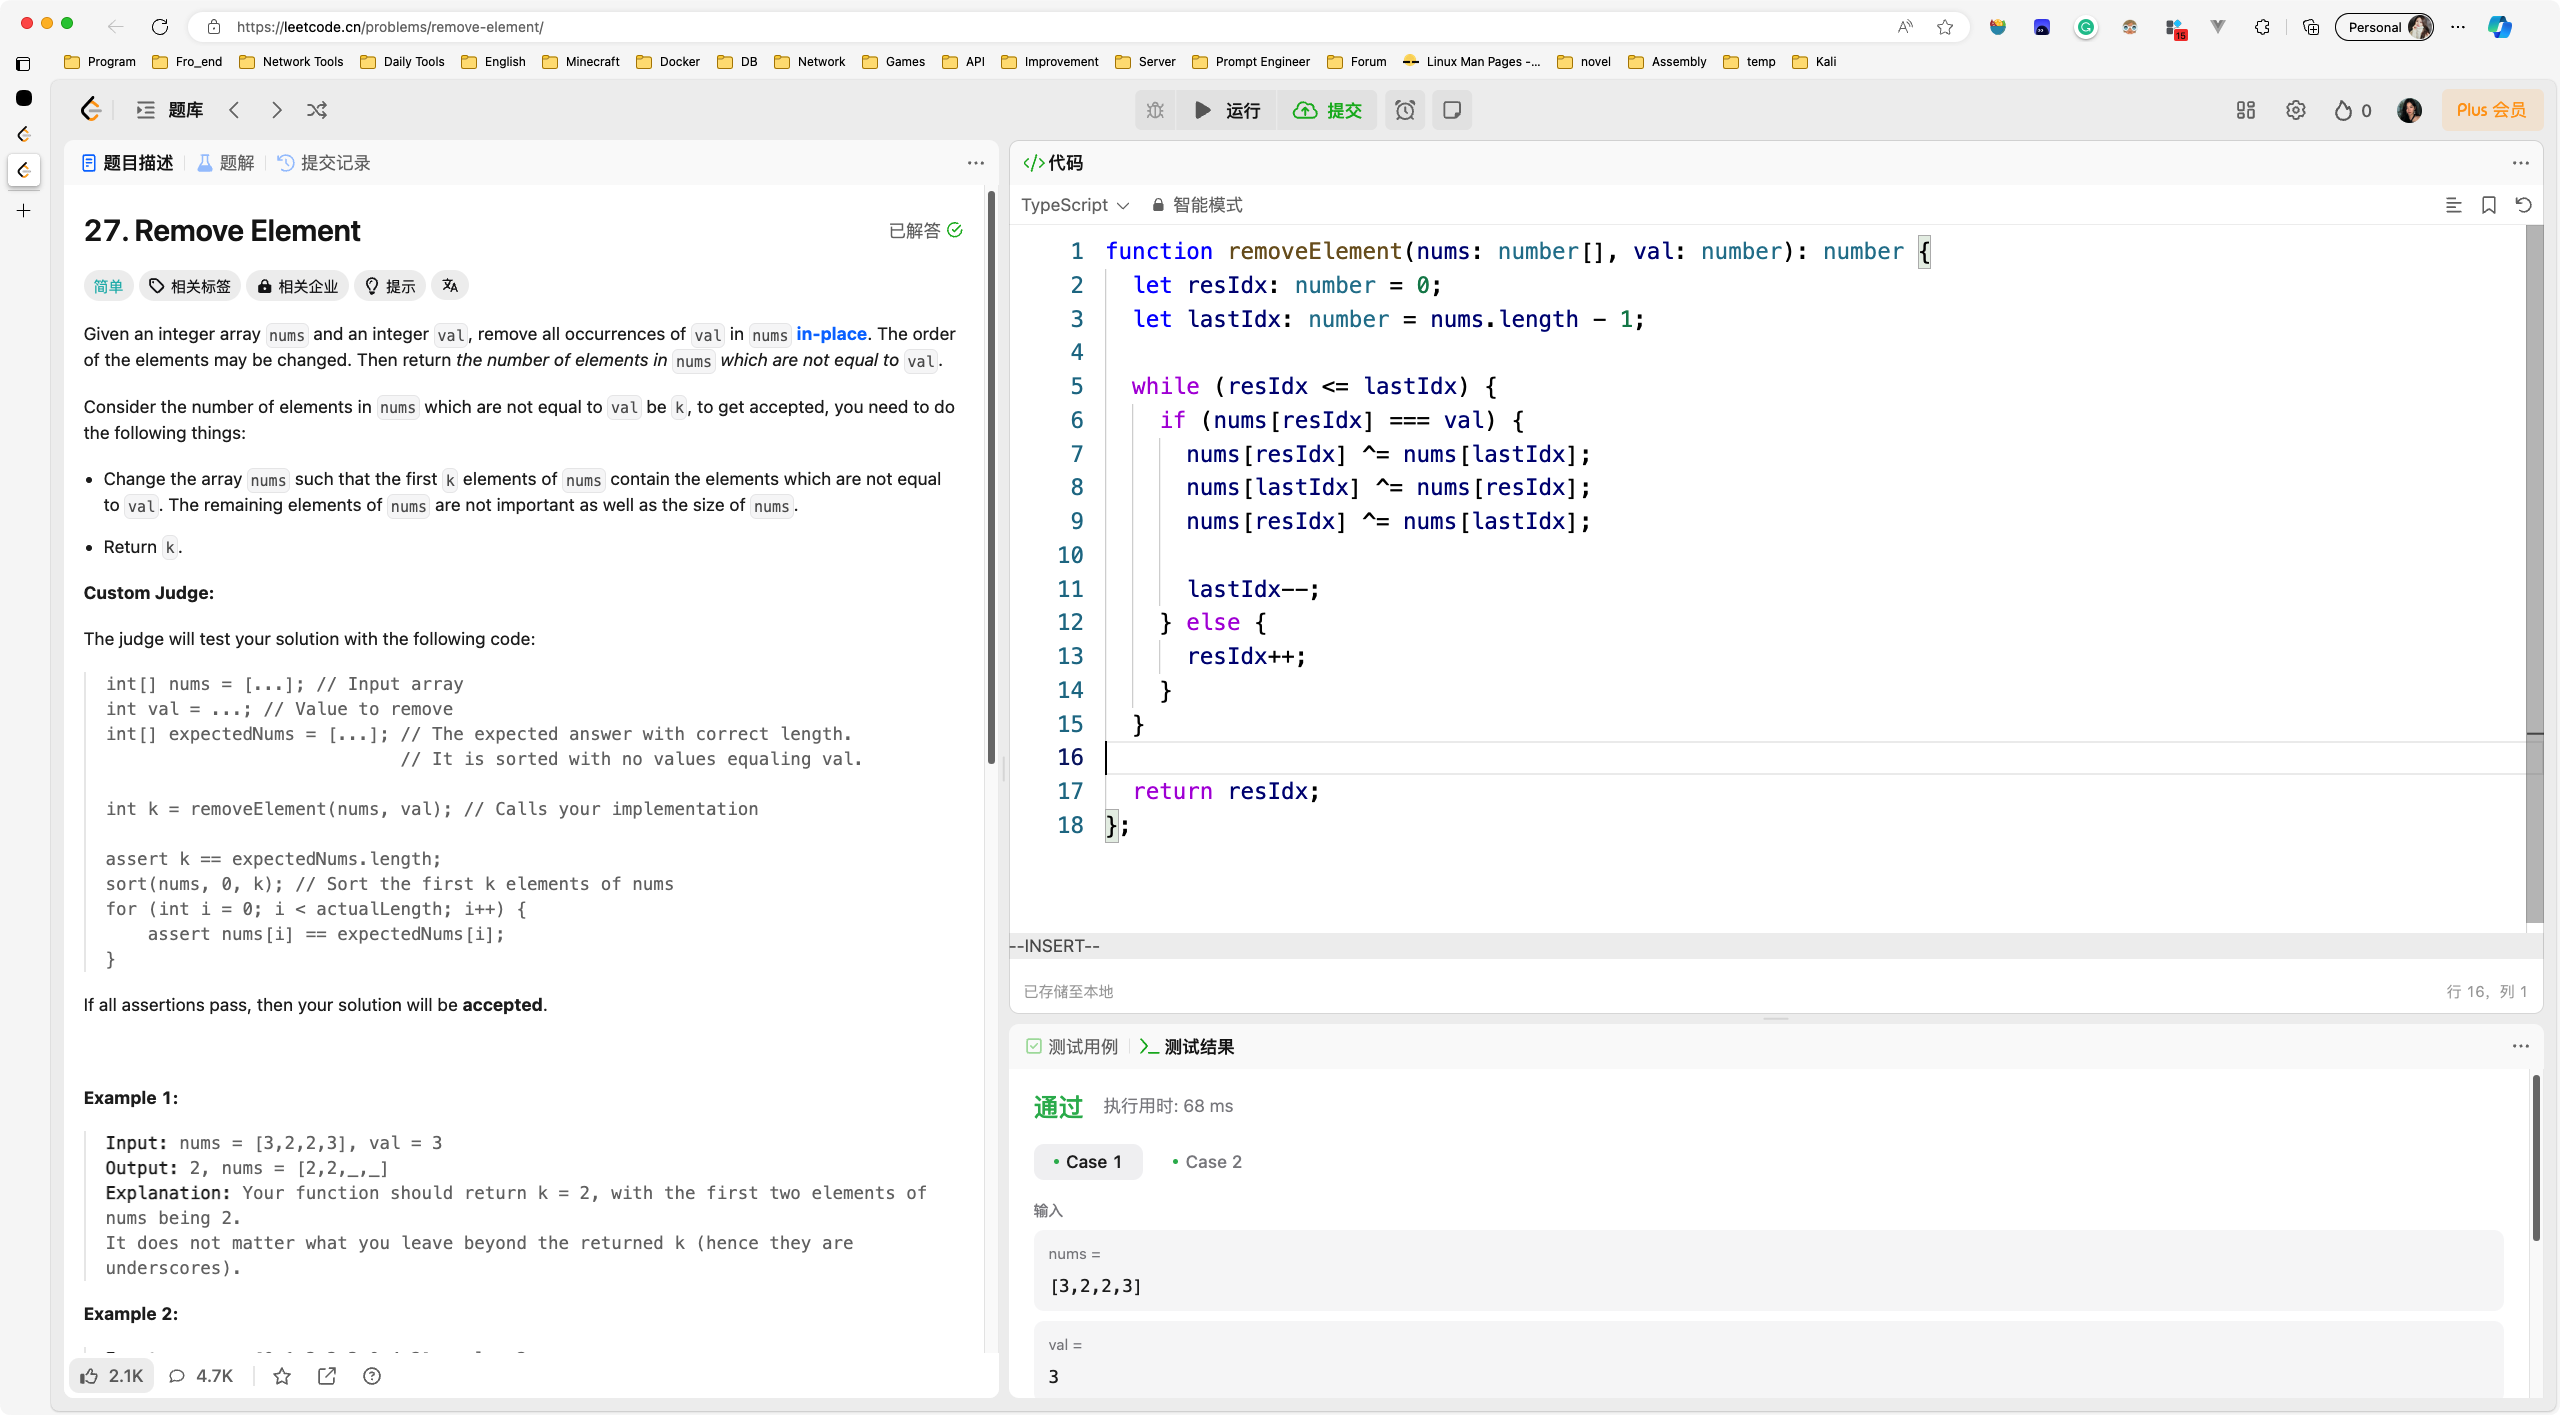 https://leetcode.cn/problems/remove-element/
Personal
Program Fro_end Network Tools Daily Tools English Minecraft Docker DB Network Games API Improvement Server Prompt Engineer Forum Linux Man Pages -... novel Assembly temp Kali
题库
运行 提交
0
Plus 会员
题目描述 题解 提交记录
27. Remove Element
已解答
简单 相关标签 相关企业 提示
Given an integer array nums and an integer val, remove all occurrences of val in nums in-place. The order
of the elements may be changed. Then return the number of elements in nums which are not equal to val.
Consider the number of elements in nums which are not equal to val be k, to get accepted, you need to do
the following things:
• Change the array nums such that the first k elements of nums contain the elements which are not equal
to val. The remaining elements of nums are not important as well as the size of nums.
• Return k.
Custom Judge:
The judge will test your solution with the following code:
int[] nums = [...]; // Input array
int val = ...; // Value to remove
int[] expectedNums = [...]; // The expected answer with correct length.
// It is sorted with no values equaling val.
int k = removeElement(nums, val); // Calls your implementation
assert k == expectedNums.length;
sort(nums, 0, k); // Sort the first k elements of nums
for (int i = 0; i < actualLength; i++) {
assert nums[i] == expectedNums[i];
}
If all assertions pass, then your solution will be accepted.
Example 1:
Input: nums = [3,2,2,3], val = 3
Output: 2, nums = [2,2,_,_]
Explanation: Your function should return k = 2, with the first two elements of
nums being 2.
It does not matter what you leave beyond the returned k (hence they are
underscores).
Example 2:
2.1K 4.7K
代码
TypeScript 智能模式
1 function removeElement(nums: number[], val: number): number {
2 let resIdx: number = 0;
3 let lastIdx: number = nums.length - 1;
4
5 while (resIdx <= lastIdx) {
6 if (nums[resIdx] === val) {
7 nums[resIdx] ^= nums[lastIdx];
8 nums[lastIdx] ^= nums[resIdx];
9 nums[resIdx] ^= nums[lastIdx];
10
11 lastIdx--;
12 } else {
13 resIdx++;
14 }
15 }
16
17 return resIdx;
18 };
--INSERT--
已存储至本地
行 16, 列 1
测试用例 测试结果
通过 执行用时: 68 ms
• Case 1 • Case 2
输入
nums =
[3,2,2,3]
val =
3